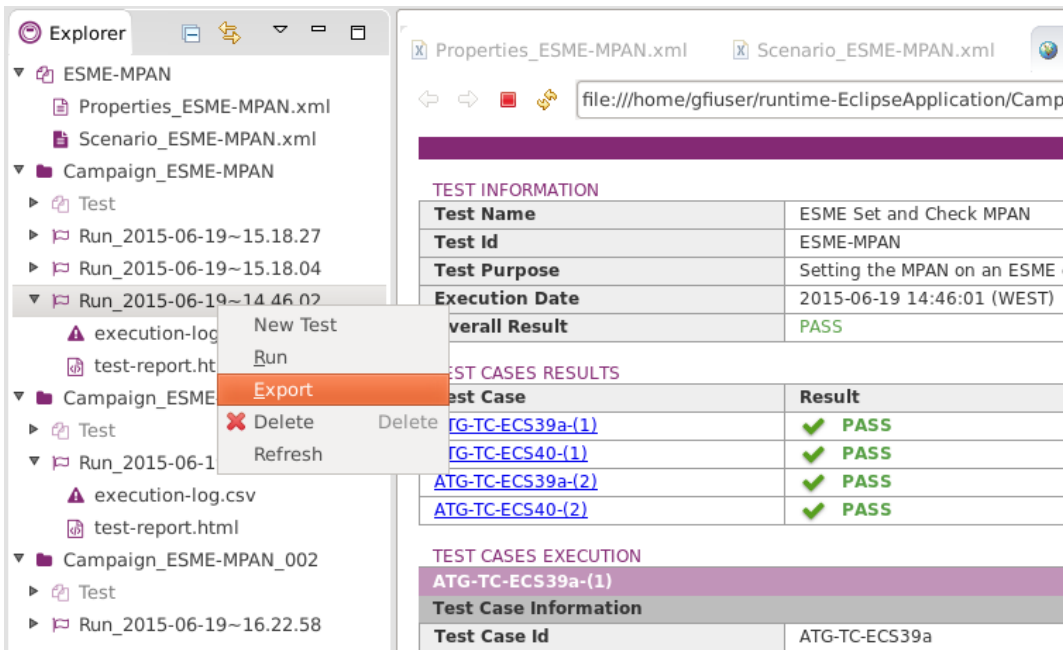 Explorer
ESME-MPAN
Properties_ESME-MPAN.xml
Scenario_ESME-MPAN.xml
Campaign_ESME-MPAN
Test
Run_2015-06-19~15.18.27
Run_2015-06-19~15.18.04
Run_2015-06-19~14.46.02
execution-log
test-report.ht
Campaign_ESME-
Test
Run_2015-06-1
execution-log.csv
test-report.html
Campaign_ESME-MPAN_002
Test
Run_2015-06-19~16.22.58
New Test
Run
Export
Delete Delete
Refresh
Properties_ESME-MPAN.xml Scenario_ESME-MPAN.xml
file:///home/gfiuser/runtime-EclipseApplication/Camp
TEST INFORMATION
Test Name ESME Set and Check MPAN
Test Id ESME-MPAN
Test Purpose Setting the MPAN on an ESME
Execution Date 2015-06-19 14:46:01 (WEST)
verall Result PASS
EST CASES RESULTS
est Case Result
TG-TC-ECS39a-(1) PASS
TG-TC-ECS40-(1) PASS
ATG-TC-ECS39a-(2) PASS
ATG-TC-ECS40-(2) PASS
TEST CASES EXECUTION
ATG-TC-ECS39a-(1)
Test Case Information
Test Case Id ATG-TC-ECS39a